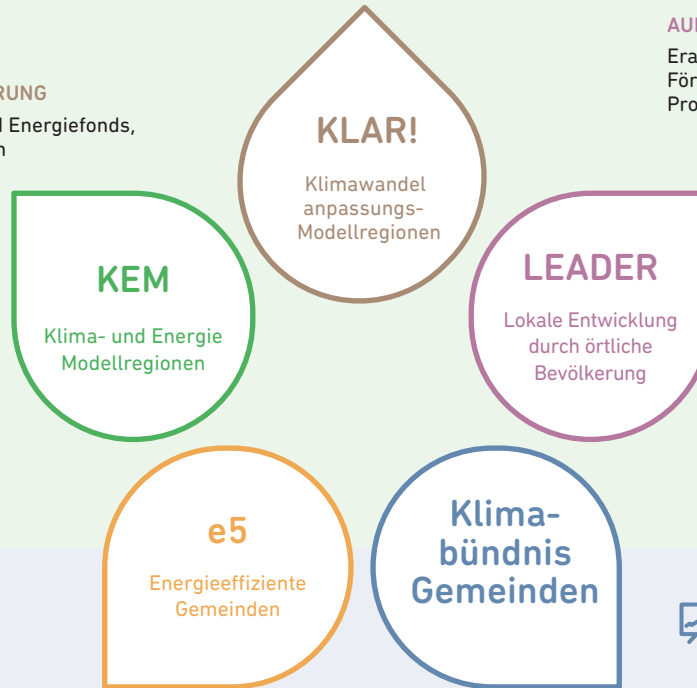 KLAR!
Klimawandel
anpassungs-
Modellregionen
Energiefonds,
KEM
Klima- und Energie
Modellregionen
LEADER
Lokale Entwicklung
durch örtliche
Bevölkerung
e5
Energieeffiziente
Gemeinden
Klima-
bündnis
Gemeinden